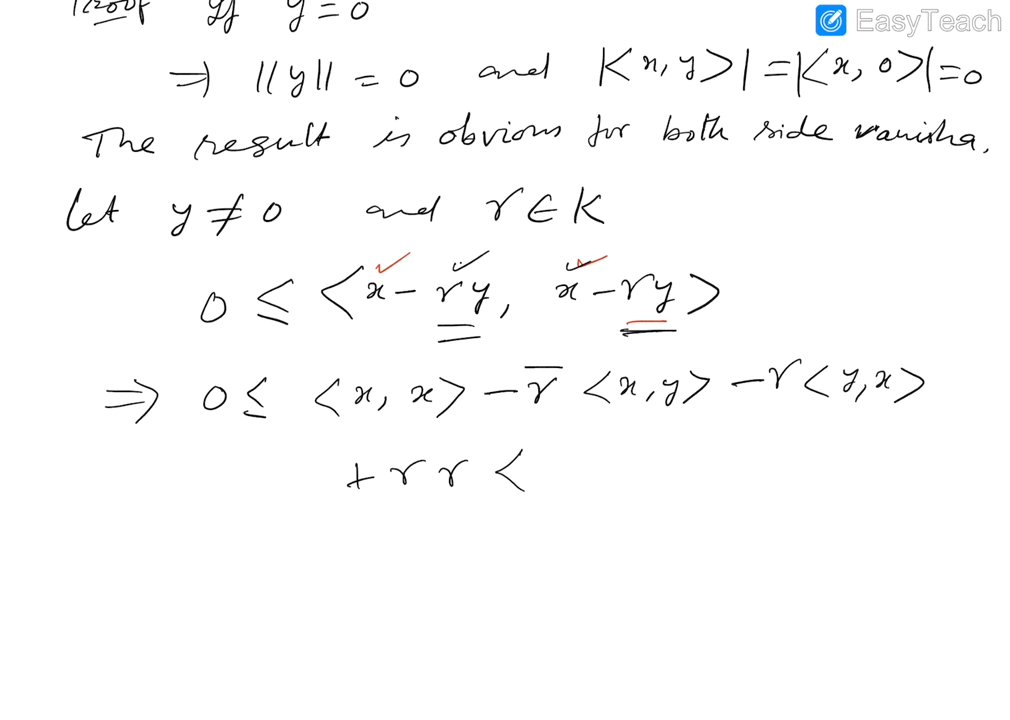 EasyTeach
Proof If y = 0
⇒ ||y|| = 0 and |<x, y>| = |<x, 0>| = 0
The result is obvious for both side vanisha.
Let y ≠ 0 and r ∈ K
0 ≤ <x - ry, x - ry>
⇒ 0 ≤ <x, x> - r̅ <x, y> - r <y, x>
+ r r <